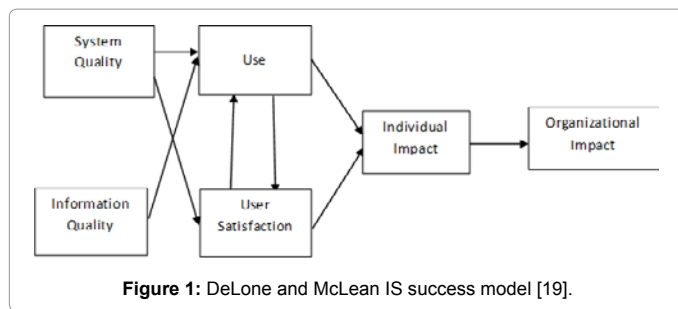 System
Quality
Use
Individual
Impact
Organizational
Impact
Information
Quality
User
Satisfaction
Figure 1: DeLone and McLean IS success model [19].